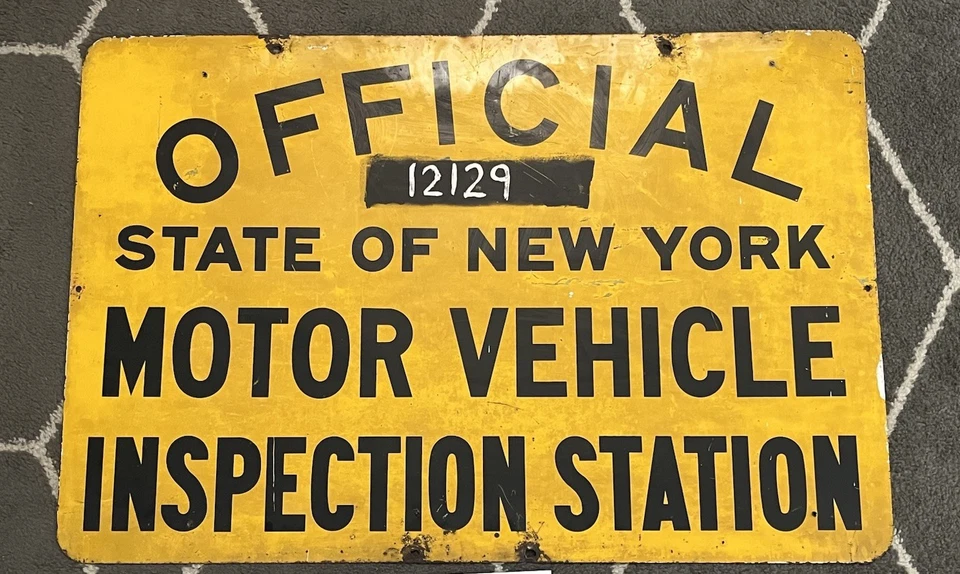 OFFICIAL
12129
STATE OF NEW YORK
MOTOR VEHICLE
INSPECTION STATION